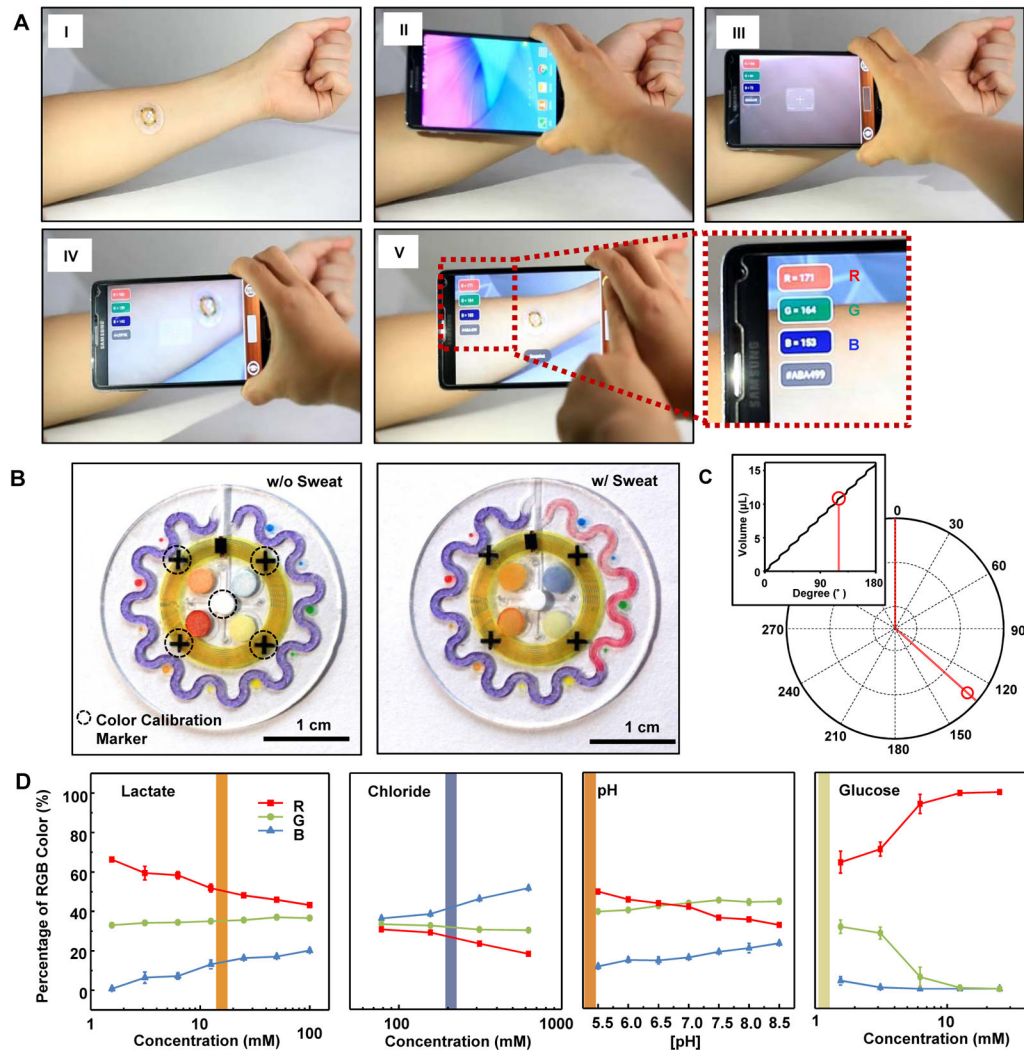 A
I
II
III
IV
V
SAMSUNG
R = 171
G = 164
B = 153
#ABA499
R
G
B
SAMSUNG
B
w/o Sweat
Color Calibration
Marker
1 cm
w/ Sweat
1 cm
C
Volume (µL)
15
10
5
0
0
90
180
Degree (°)
0
30
60
90
120
150
180
210
240
270
D
Percentage of RGB Color (%)
100
80
60
40
20
0
Lactate
R
G
B
1
10
100
Concentration (mM)
Chloride
100
1000
Concentration (mM)
pH
5.5 6.0 6.5 7.0 7.5 8.0 8.5
[pH]
Glucose
1
10
Concentration (mM)